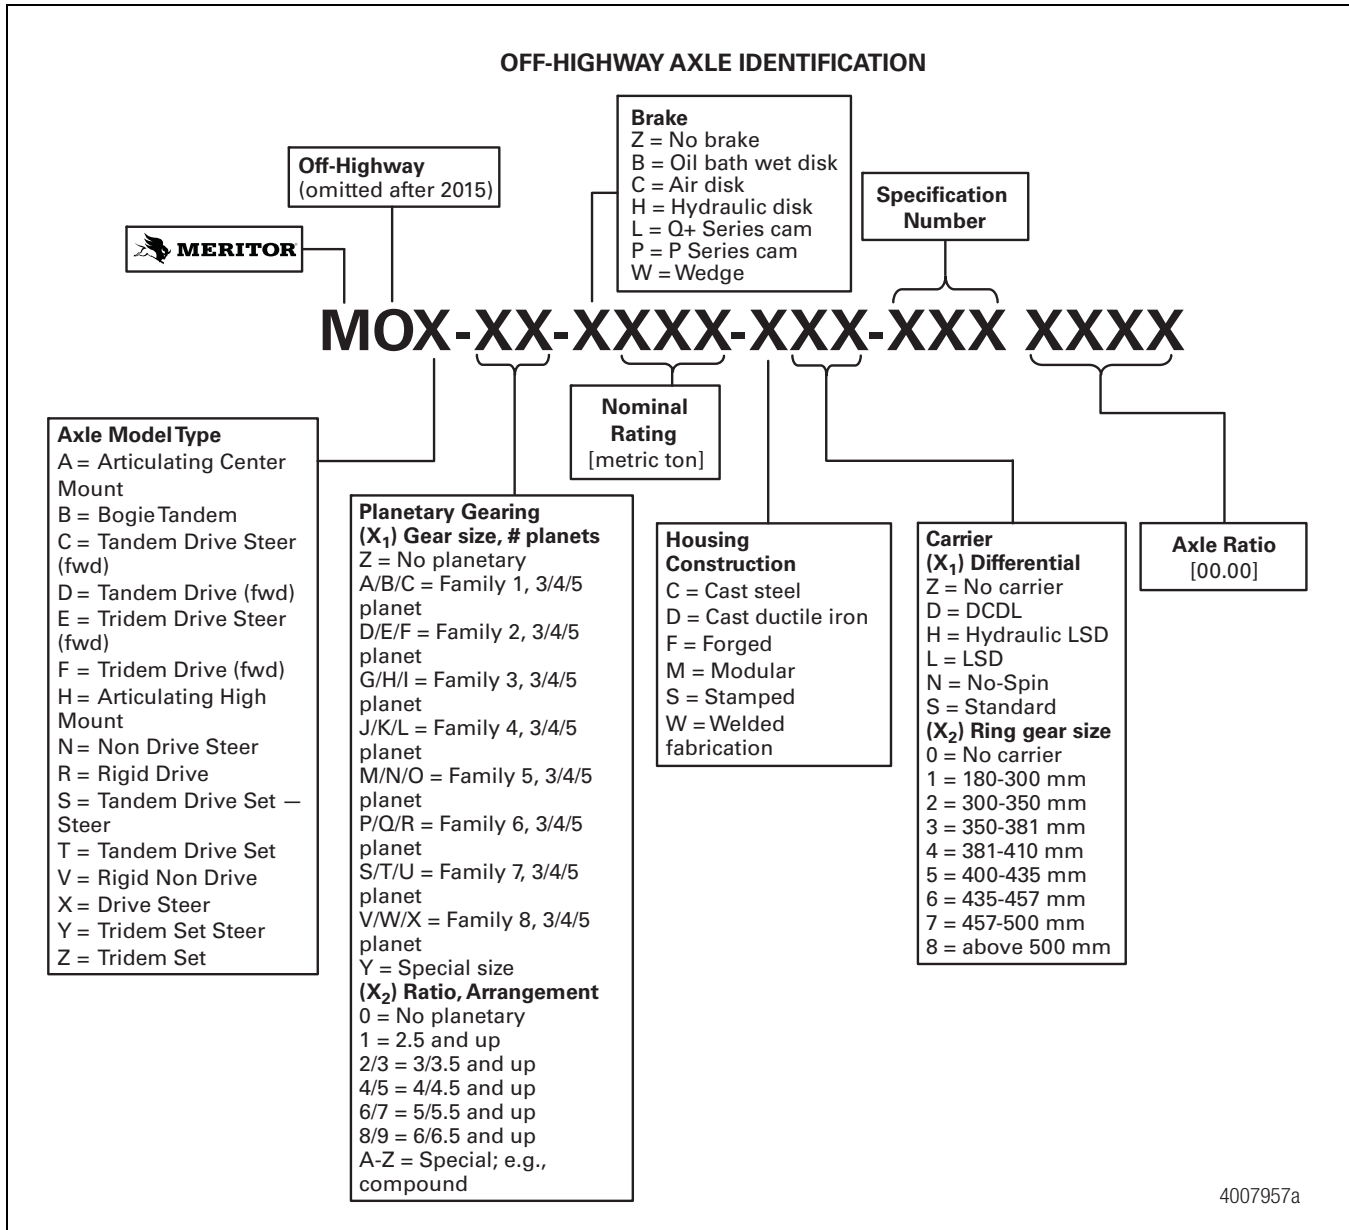 OFF-HIGHWAY AXLE IDENTIFICATION
Brake
Z = No brake
B = Oil bath wet disk
C = Air disk
H = Hydraulic disk
L = Q+ Series cam
P = P Series cam
W = Wedge
Off-Highway
(omitted after 2015)
Specification
Number
MERITOR
MOX-XX-XXXX-XXX-XXX XXXX
Nominal
Rating
[metric ton]
Axle Model Type
A = Articulating Center
Mount
B = Bogie Tandem
C = Tandem Drive Steer
(fwd)
D = Tandem Drive (fwd)
E = Tridem Drive Steer
(fwd)
F = Tridem Drive (fwd)
H = Articulating High
Mount
N = Non Drive Steer
R = Rigid Drive
S = Tandem Drive Set —
Steer
T = Tandem Drive Set
V = Rigid Non Drive
X = Drive Steer
Y = Tridem Set Steer
Z = Tridem Set
Planetary Gearing
(X1) Gear size, # planets
Z = No planetary
A/B/C = Family 1, 3/4/5
planet
D/E/F = Family 2, 3/4/5
planet
G/H/I = Family 3, 3/4/5
planet
J/K/L = Family 4, 3/4/5
planet
M/N/O = Family 5, 3/4/5
planet
P/Q/R = Family 6, 3/4/5
planet
S/T/U = Family 7, 3/4/5
planet
V/W/X = Family 8, 3/4/5
planet
Y = Special size
(X2) Ratio, Arrangement
0 = No planetary
1 = 2.5 and up
2/3 = 3/3.5 and up
4/5 = 4/4.5 and up
6/7 = 5/5.5 and up
8/9 = 6/6.5 and up
A-Z = Special; e.g.,
compound
Housing
Construction
C = Cast steel
D = Cast ductile iron
F = Forged
M = Modular
S = Stamped
W = Welded
fabrication
Carrier
(X1) Differential
Z = No carrier
D = DCDL
H = Hydraulic LSD
L = LSD
N = No-Spin
S = Standard
(X2) Ring gear size
0 = No carrier
1 = 180-300 mm
2 = 300-350 mm
3 = 350-381 mm
4 = 381-410 mm
5 = 400-435 mm
6 = 435-457 mm
7 = 457-500 mm
8 = above 500 mm
Axle Ratio
[00.00]
4007957a